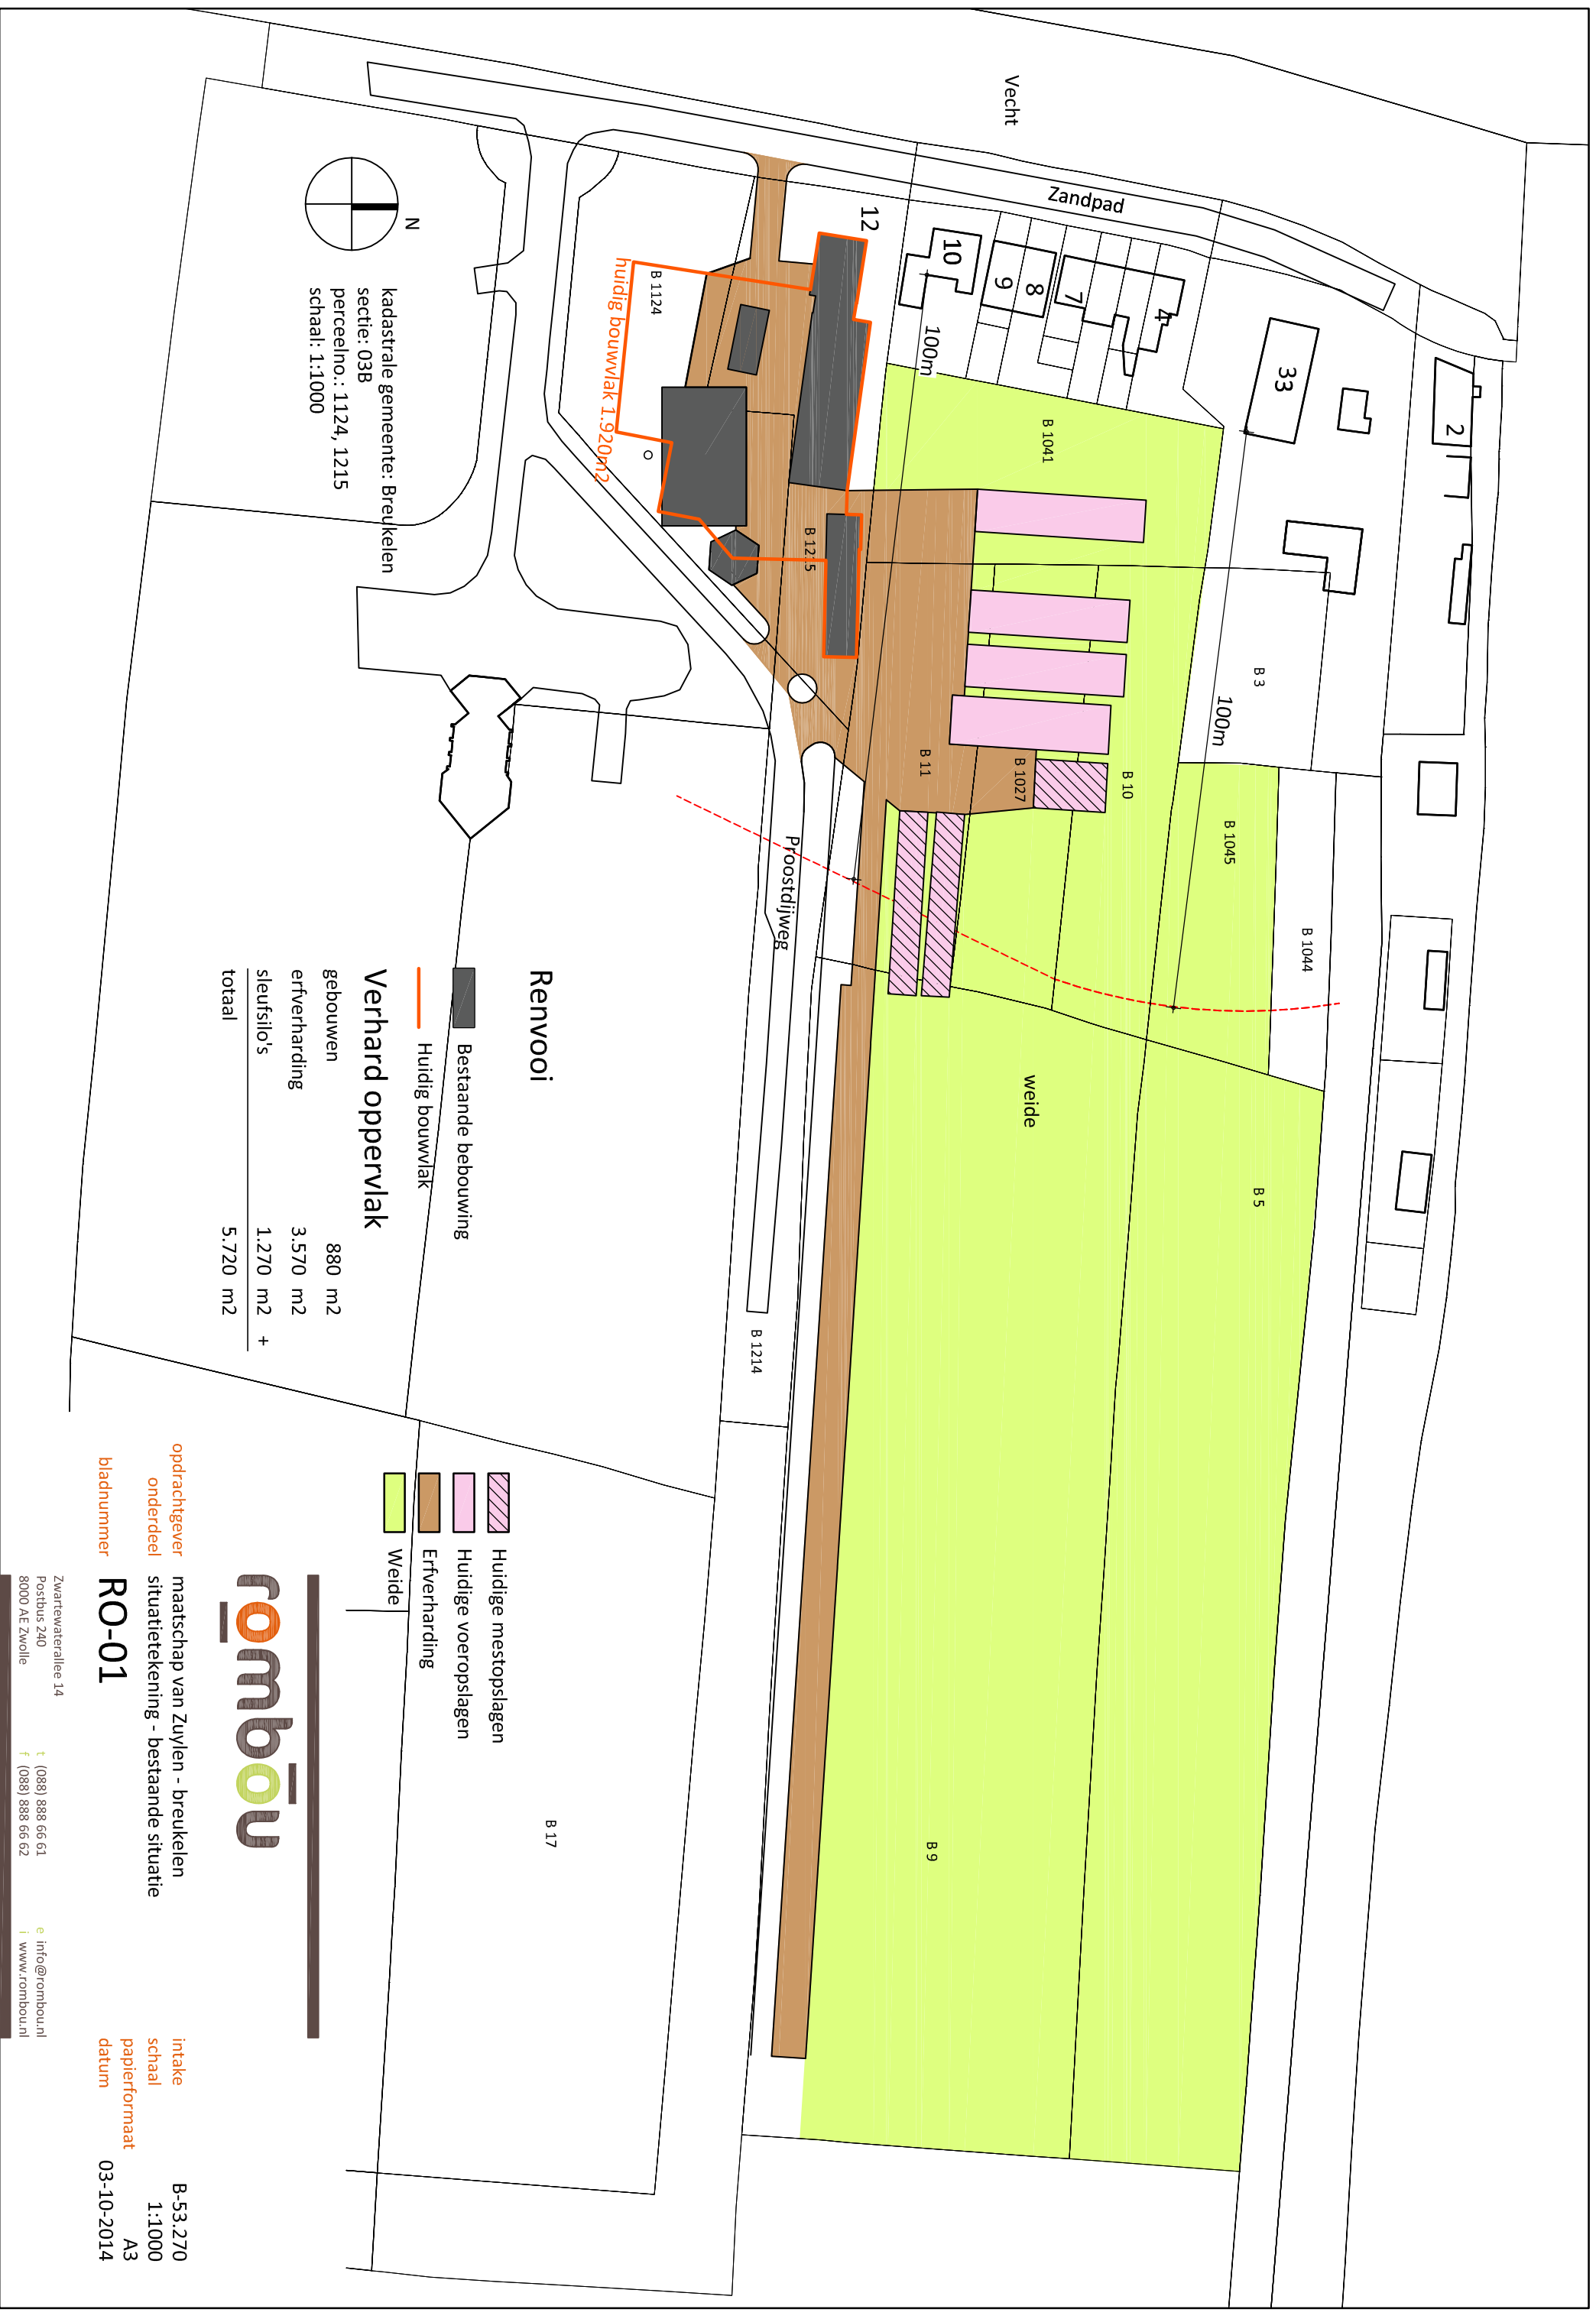 Vecht
Zandpad
12
10
9
8
7
4
33
2
100m
100m
B 1124
huidig bouwvlak 1.920m2
B 1041
B 1215
B 3
B 11
B 1027
B 10
B 1045
B 1044
Proostdijweg
weide
B 5
B 1214
B 9
B 17
N
kadastrale gemeente: Breukelen
sectie: 03B
perceelno.: 1124, 1215
schaal: 1:1000
Renvooi
Bestaande bebouwing
Huidig bouwvlak
Huidige mestopslagen
Huidige voeropslagen
Erfverharding
Weide
Verhard oppervlak
gebouwen 880 m2
erfverharding 3.570 m2
sleufsilo's 1.270 m2 +
totaal 5.720 m2
rombou
opdrachtgever maatschap van Zuylen - breukelen
onderdeel situatietekening - bestaande situatie
bladnummer RO-01
intake B-53.270
schaal 1:1000
papierformaat A3
datum 03-10-2014
Zwartewaterallee 14
Postbus 240 t (088) 888 66 61 e info@rombou.nl
8000 AE Zwolle f (088) 888 66 62 i www.rombou.nl